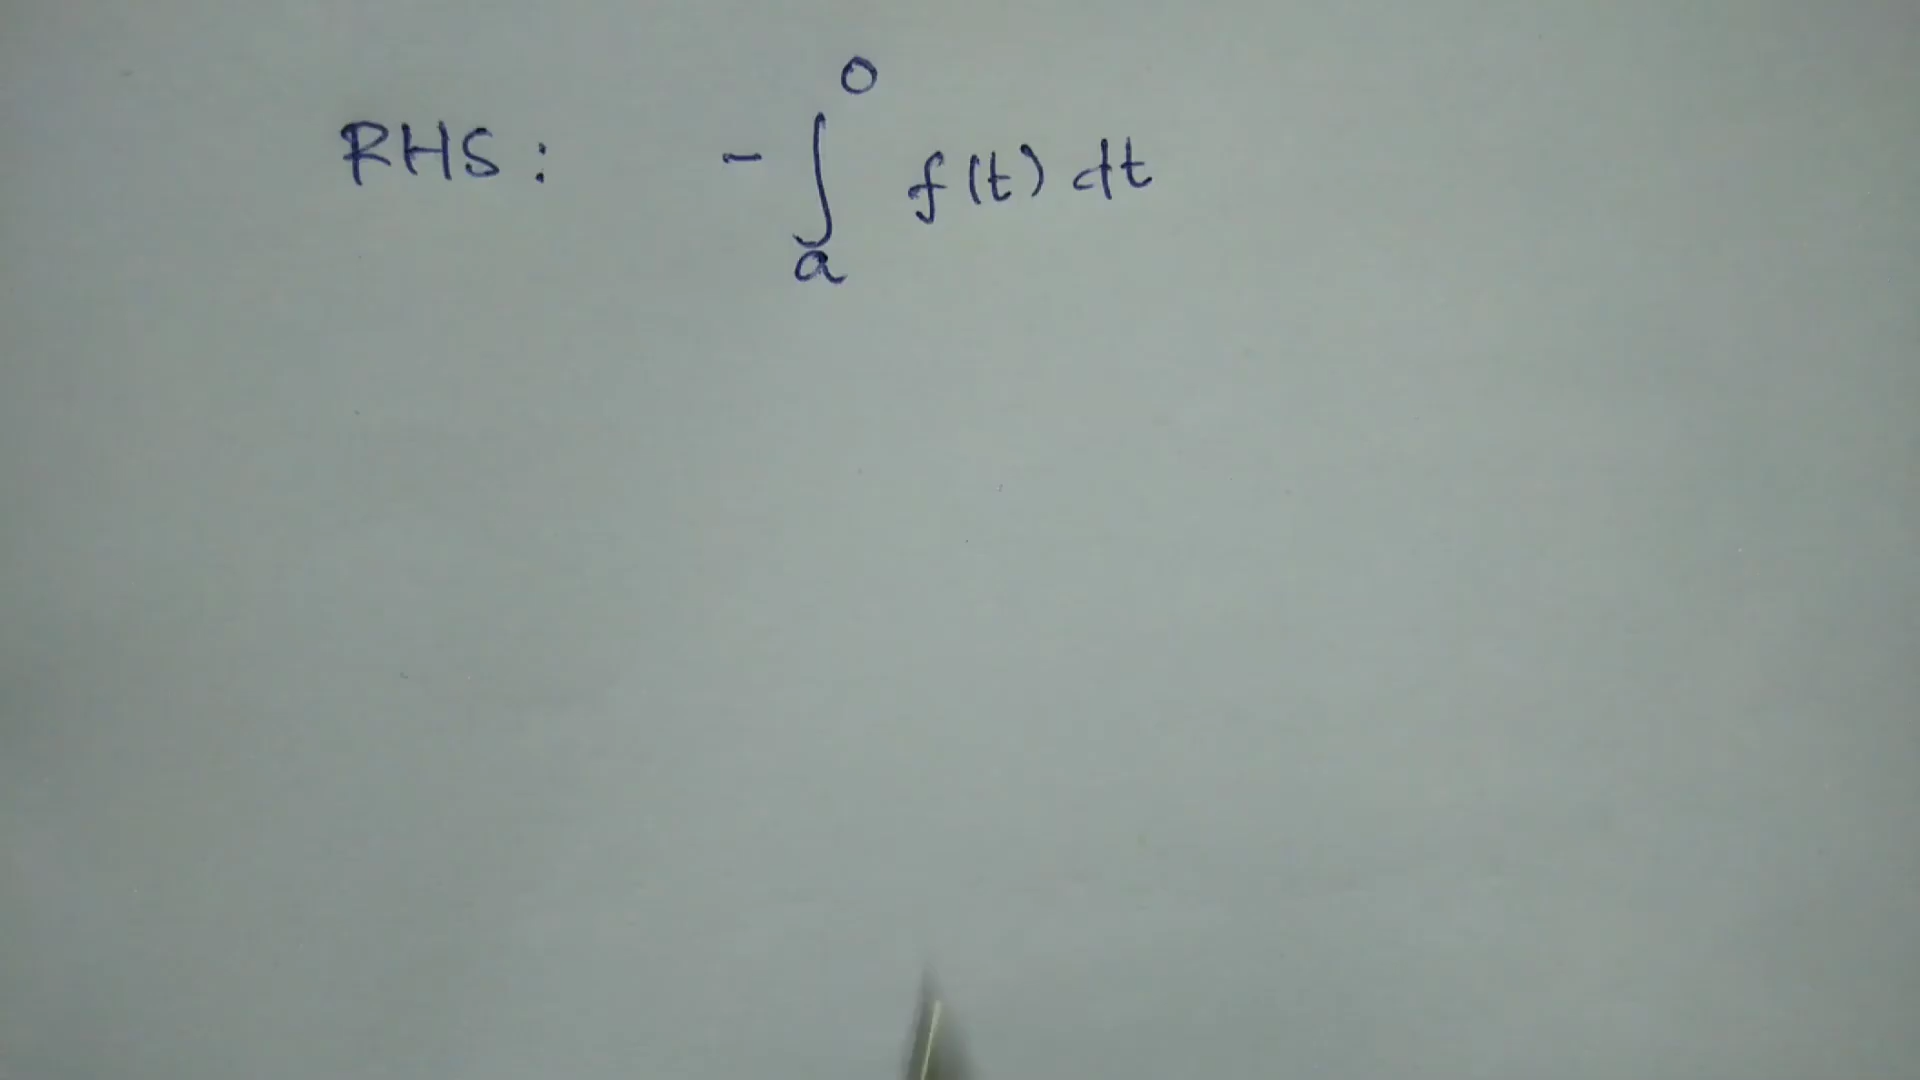 RHS: - ∫ₐ⁰ f(t) dt